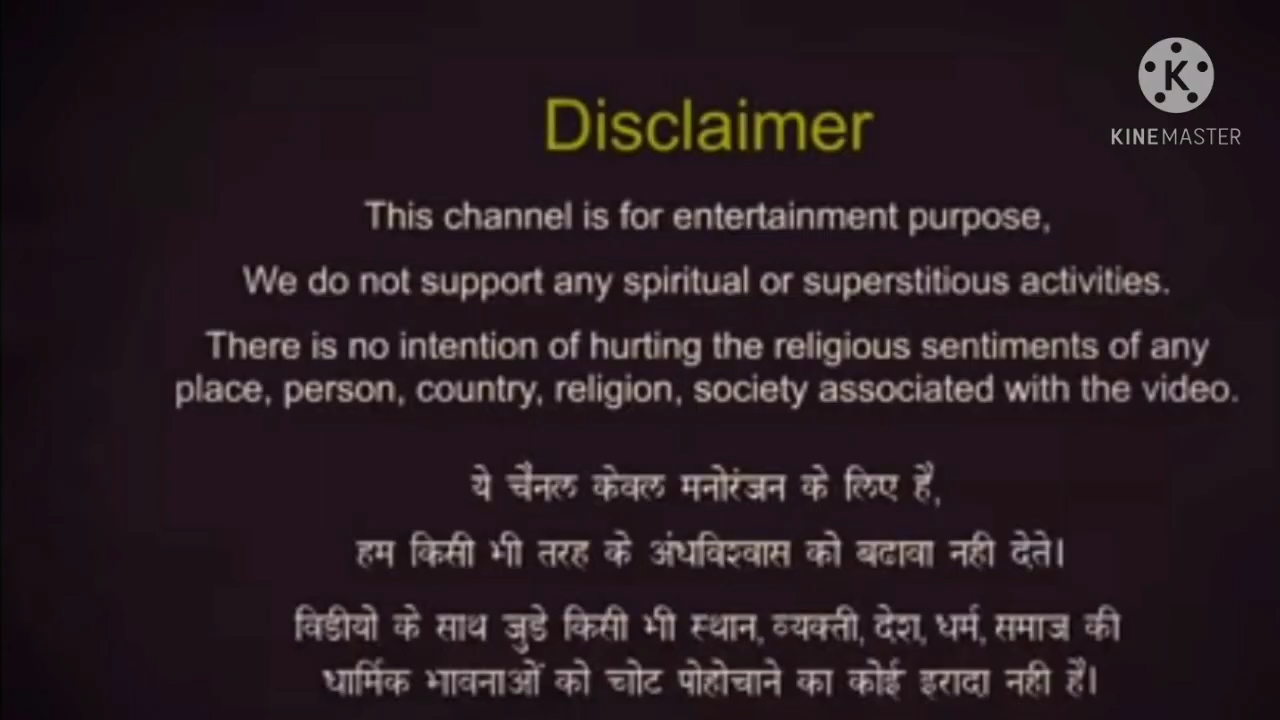 K
KINEMASTER
Disclaimer
This channel is for entertainment purpose,
We do not support any spiritual or superstitious activities.
There is no intention of hurting the religious sentiments of any
place, person, country, religion, society associated with the video.
ये चैनल केवल मनोरंजन के लिए है,
हम किसी भी तरह के अंधविश्वास को बढावा नही देते।
विडीयो के साथ जुडे किसी भी स्थान, व्यक्ती, देश, धर्म, समाज की
धार्मिक भावनाओं को चोट पोहोचाने का कोई इरादा नही है।